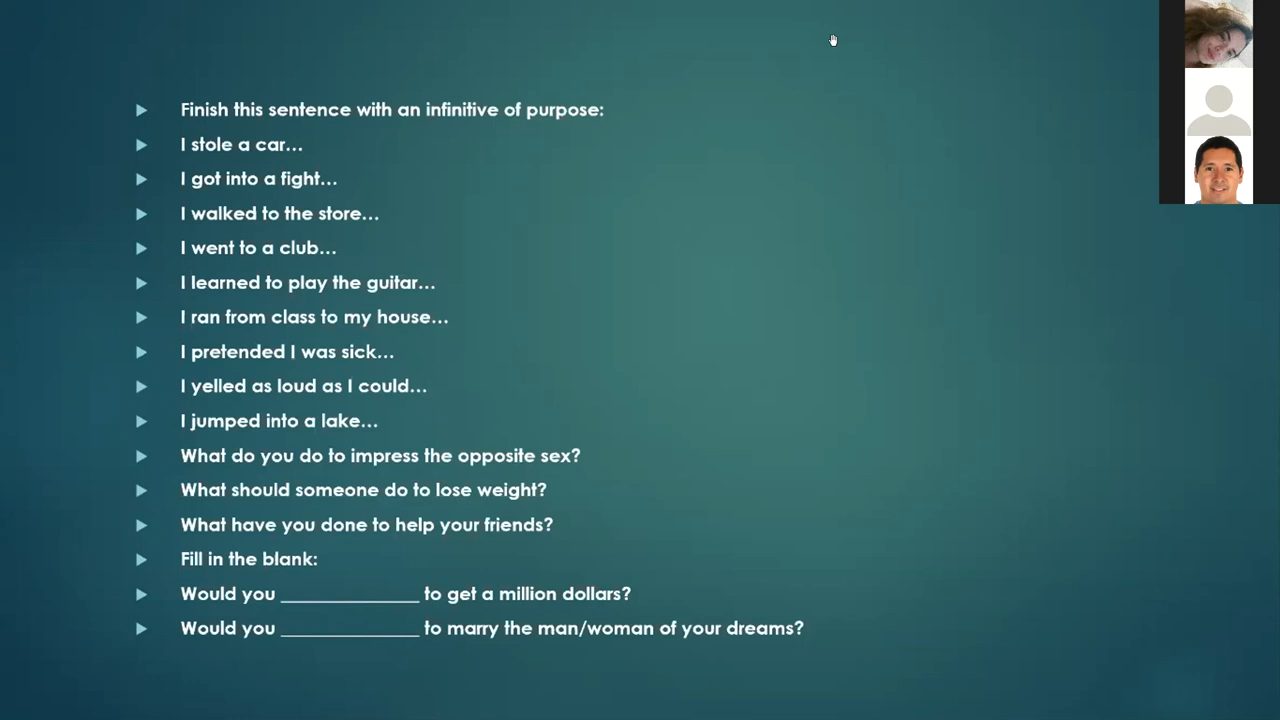 Finish this sentence with an infinitive of purpose:
I stole a car...
I got into a fight...
I walked to the store...
I went to a club...
I learned to play the guitar...
I ran from class to my house...
I pretended I was sick...
I yelled as loud as I could...
I jumped into a lake...
What do you do to impress the opposite sex?
What should someone do to lose weight?
What have you done to help your friends?
Fill in the blank:
Would you ______________ to get a million dollars?
Would you ______________ to marry the man/woman of your dreams?